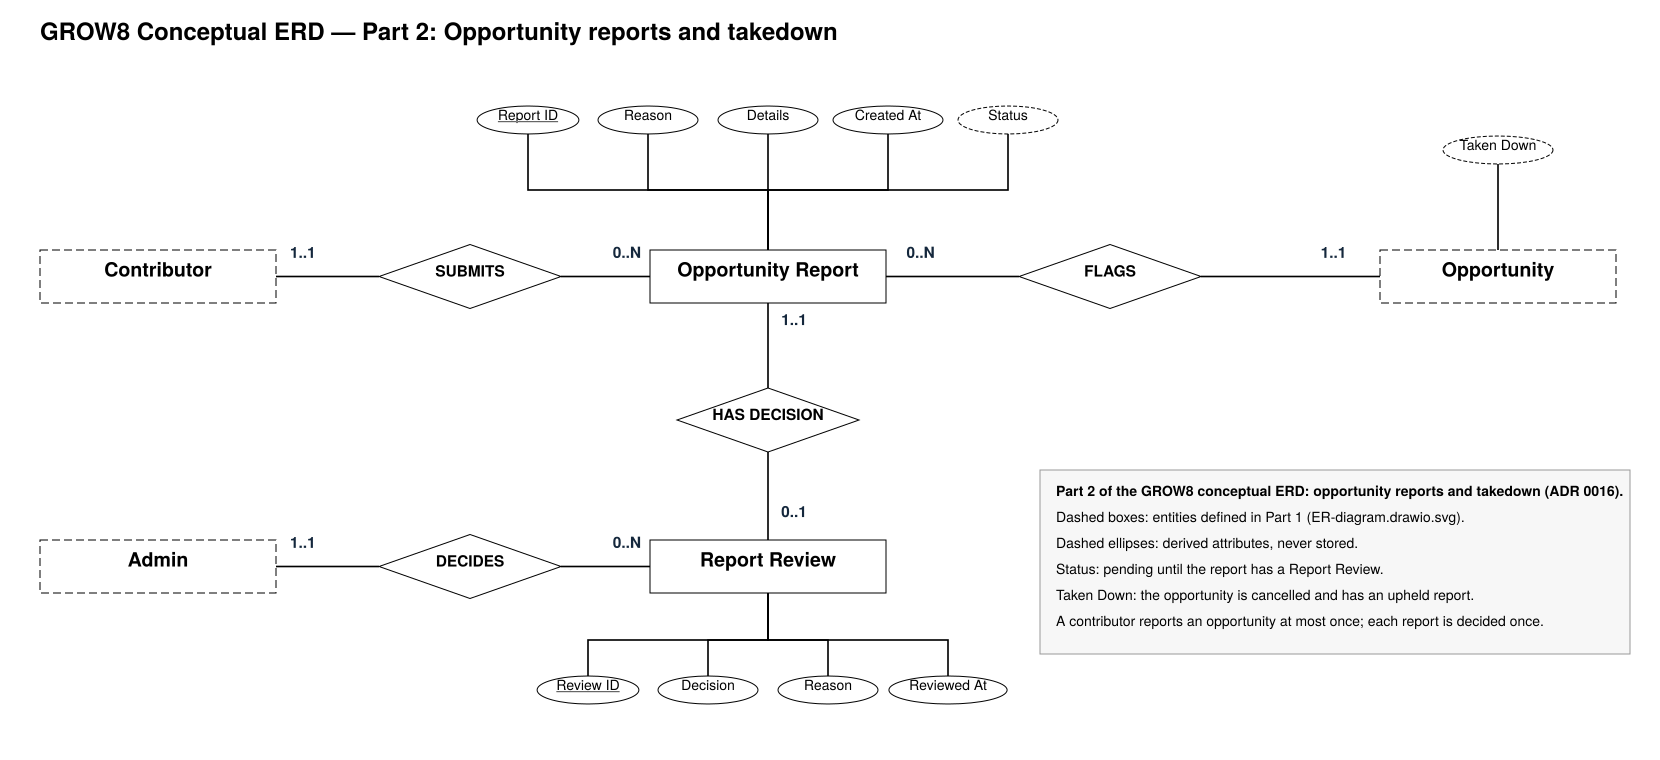 GROW8 Conceptual ERD — Part 2: Opportunity reports and takedown
Report ID
Reason
Details
Created At
Status
Taken Down
Contributor
1..1
SUBMITS
0..N
Opportunity Report
0..N
FLAGS
1..1
Opportunity
1..1
HAS DECISION
0..1
Admin
1..1
DECIDES
0..N
Report Review
Review ID
Decision
Reason
Reviewed At
Part 2 of the GROW8 conceptual ERD: opportunity reports and takedown (ADR 0016).
Dashed boxes: entities defined in Part 1 (ER-diagram.drawio.svg).
Dashed ellipses: derived attributes, never stored.
Status: pending until the report has a Report Review.
Taken Down: the opportunity is cancelled and has an upheld report.
A contributor reports an opportunity at most once; each report is decided once.